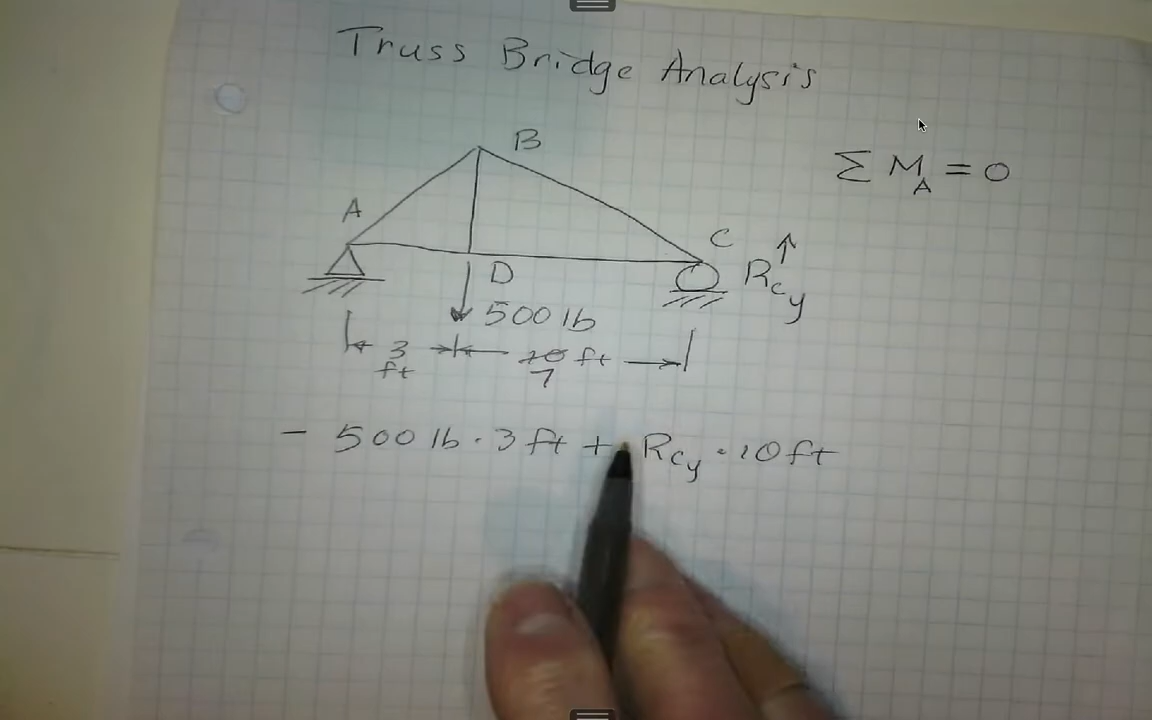 Truss Bridge Analysis
B
Σ M_A = 0
A
C
R_Cy ↑
D
500 lb
3 ft
~~10~~ 7 ft
- 500 lb · 3 ft + R_Cy · 10 ft